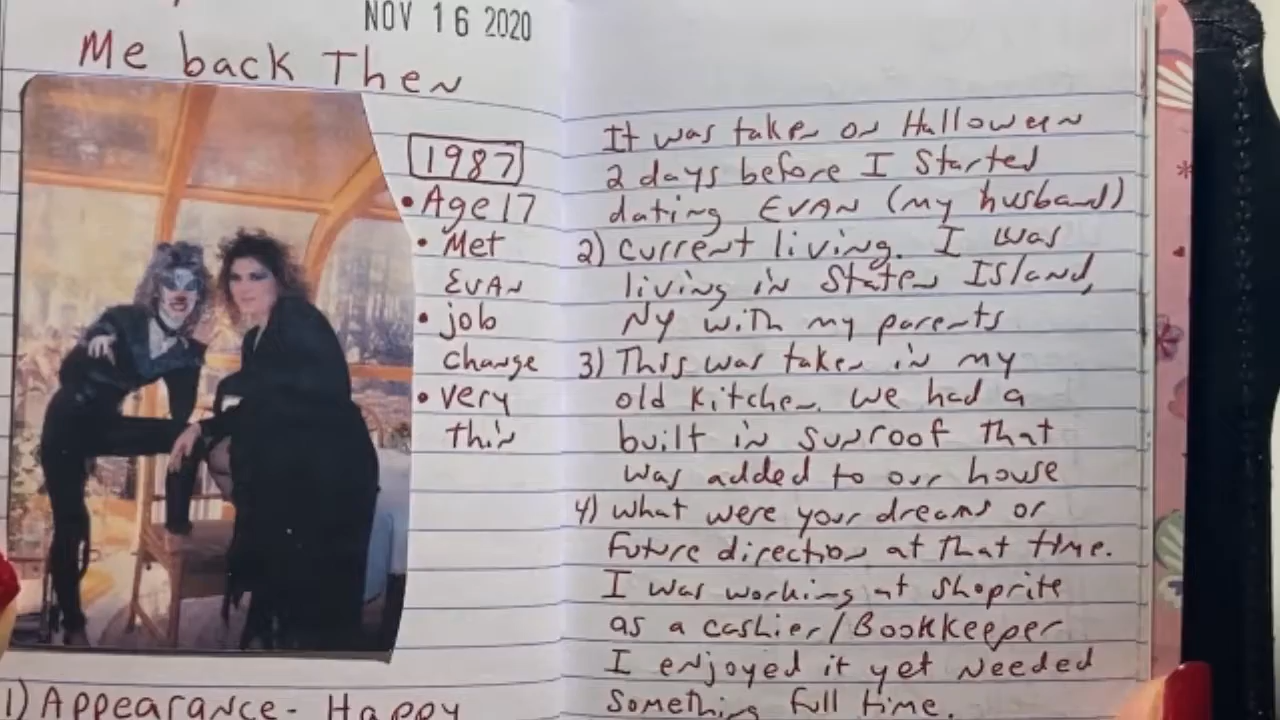 NOV 16 2020
Me back Then
1987
• Age 17
• Met
EVAN
• job
change
• very
thin
1) Appearance - Happy
It was taken on Halloween
2 days before I started
dating EVAN (my husband)
2) Current living. I was
living in Staten Island,
NY with my parents
3) This was taken in my
old kitchen. We had a
built in sunroof that
was added to our house
4) What were your dreams or
future direction at that time.
I was working at Shoprite
as a cashier/Bookkeeper
I enjoyed it yet needed
Something full time.